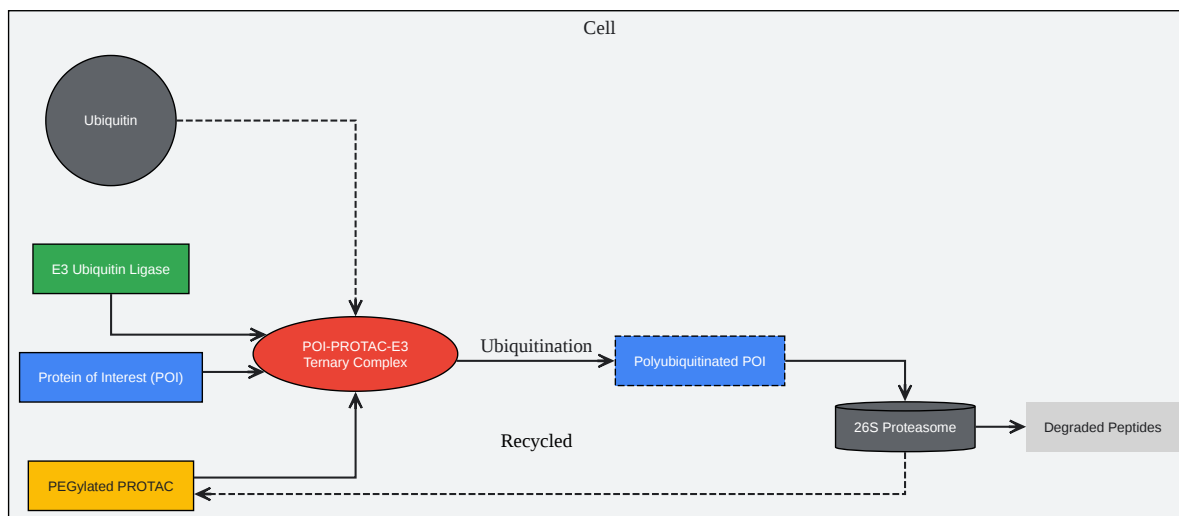 Cell
Ubiquitin
E3 Ubiquitin Ligase
Protein of Interest (POI)
PEGylated PROTAC
POI-PROTAC-E3
Ternary Complex
Ubiquitination
Polyubiquitinated POI
26S Proteasome
Degraded Peptides
Recycled